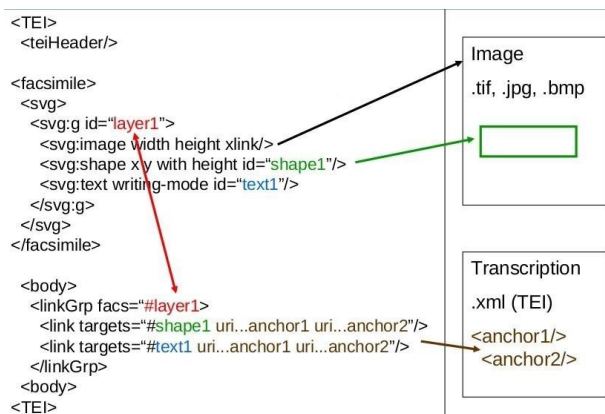 <TEI>
<teiHeader/>
<facsimile>
<svg>
<svg:g id=“layer1”>
<svg:image width height xlink/>
<svg:shape x y with height id=“shape1”/>
<svg:text writing-mode id=“text1”/>
</svg:g>
</svg>
</facsimile>
<body>
<linkGrp facs=“#layer1>
<link targets=“#shape1 uri...anchor1 uri...anchor2”/>
<link targets=“#text1 uri...anchor1 uri...anchor2”/>
</linkGrp>
<body>
<TEI>
Image
.tif, .jpg, .bmp
Transcription
.xml (TEI)
<anchor1/>
<anchor2/>